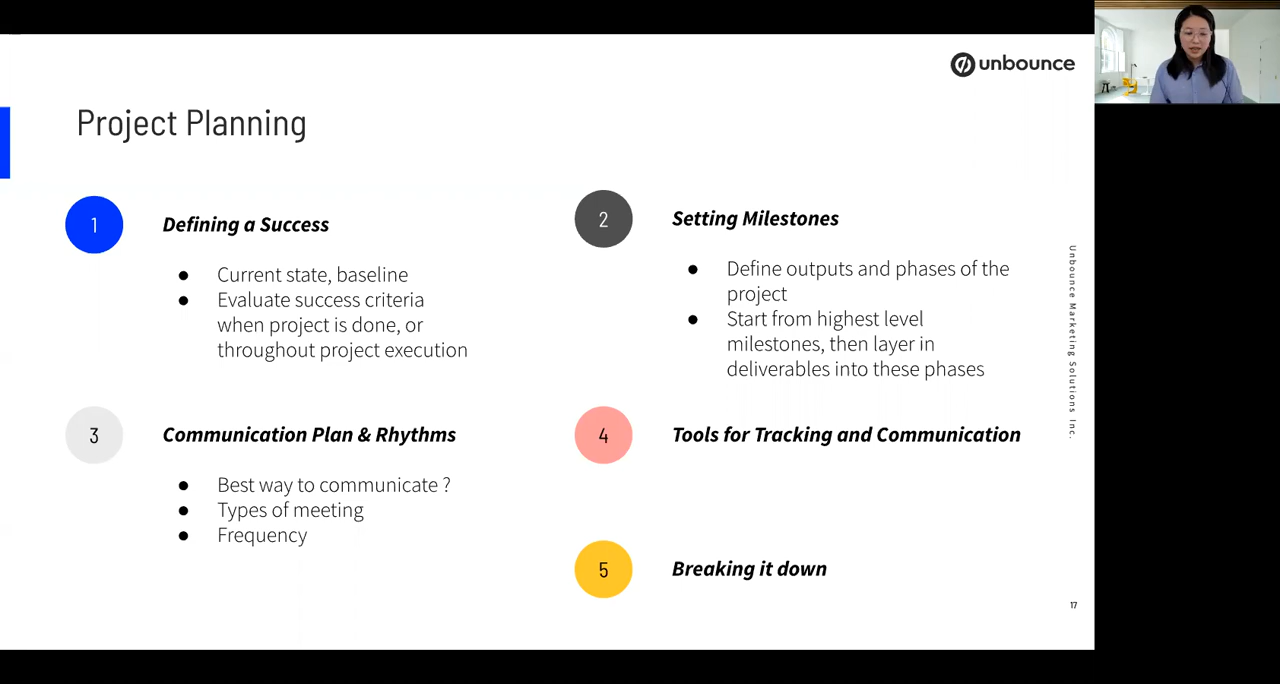 unbounce
Project Planning
1
Defining a Success
● Current state, baseline
● Evaluate success criteria
when project is done, or
throughout project execution
2
Setting Milestones
● Define outputs and phases of the
project
● Start from highest level
milestones, then layer in
deliverables into these phases
3
Communication Plan & Rhythms
● Best way to communicate ?
● Types of meeting
● Frequency
4
Tools for Tracking and Communication
5
Breaking it down
Unbounce Marketing Solutions Inc.
17